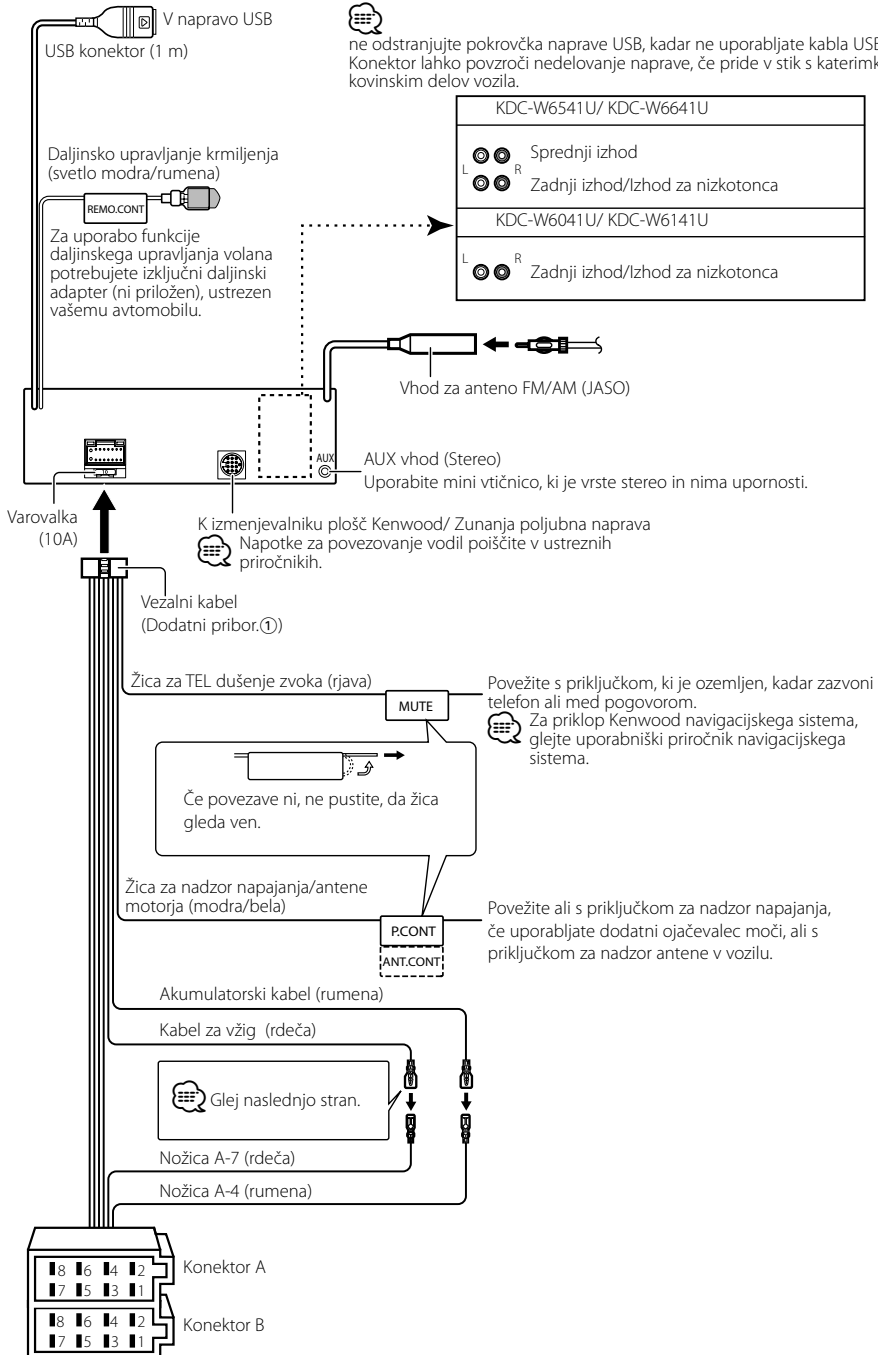 V napravo USB
USB konektor (1 m)
ne odstranjujte pokrovčka naprave USB, kadar ne uporabljate kabla USB
Konektor lahko povzroči nedelovanje naprave, če pride v stik s katerimk
kovinskim delov vozila.
KDC-W6541U/ KDC-W6641U
Sprednji izhod
L
R
Zadnji izhod/Izhod za nizkotonca
KDC-W6041U/ KDC-W6141U
L
R
Zadnji izhod/Izhod za nizkotonca
Daljinsko upravljanje krmiljenja
(svetlo modra/rumena)
REMO.CONT
Za uporabo funkcije
daljinskega upravljanja volana
potrebujete izključni daljinski
adapter (ni priložen), ustrezen
vašemu avtomobilu.
Vhod za anteno FM/AM (JASO)
AUX
AUX vhod (Stereo)
Uporabite mini vtičnico, ki je vrste stereo in nima upornosti.
Varovalka
(10A)
K izmenjevalniku plošč Kenwood/ Zunanja poljubna naprava
Napotke za povezovanje vodil poiščite v ustreznih
priročnikih.
Vezalni kabel
(Dodatni pribor.①)
Žica za TEL dušenje zvoka (rjava)
MUTE
Povežite s priključkom, ki je ozemljen, kadar zazvoni
telefon ali med pogovorom.
Za priklop Kenwood navigacijskega sistema,
glejte uporabniški priročnik navigacijskega
sistema.
Če povezave ni, ne pustite, da žica
gleda ven.
Žica za nadzor napajanja/antene
motorja (modra/bela)
P.CONT
ANT.CONT
Povežite ali s priključkom za nadzor napajanja,
če uporabljate dodatni ojačevalec moči, ali s
priključkom za nadzor antene v vozilu.
Akumulatorski kabel (rumena)
Kabel za vžig (rdeča)
Glej naslednjo stran.
Nožica A-7 (rdeča)
Nožica A-4 (rumena)
8 6 4 2
7 5 3 1
Konektor A
8 6 4 2
7 5 3 1
Konektor B